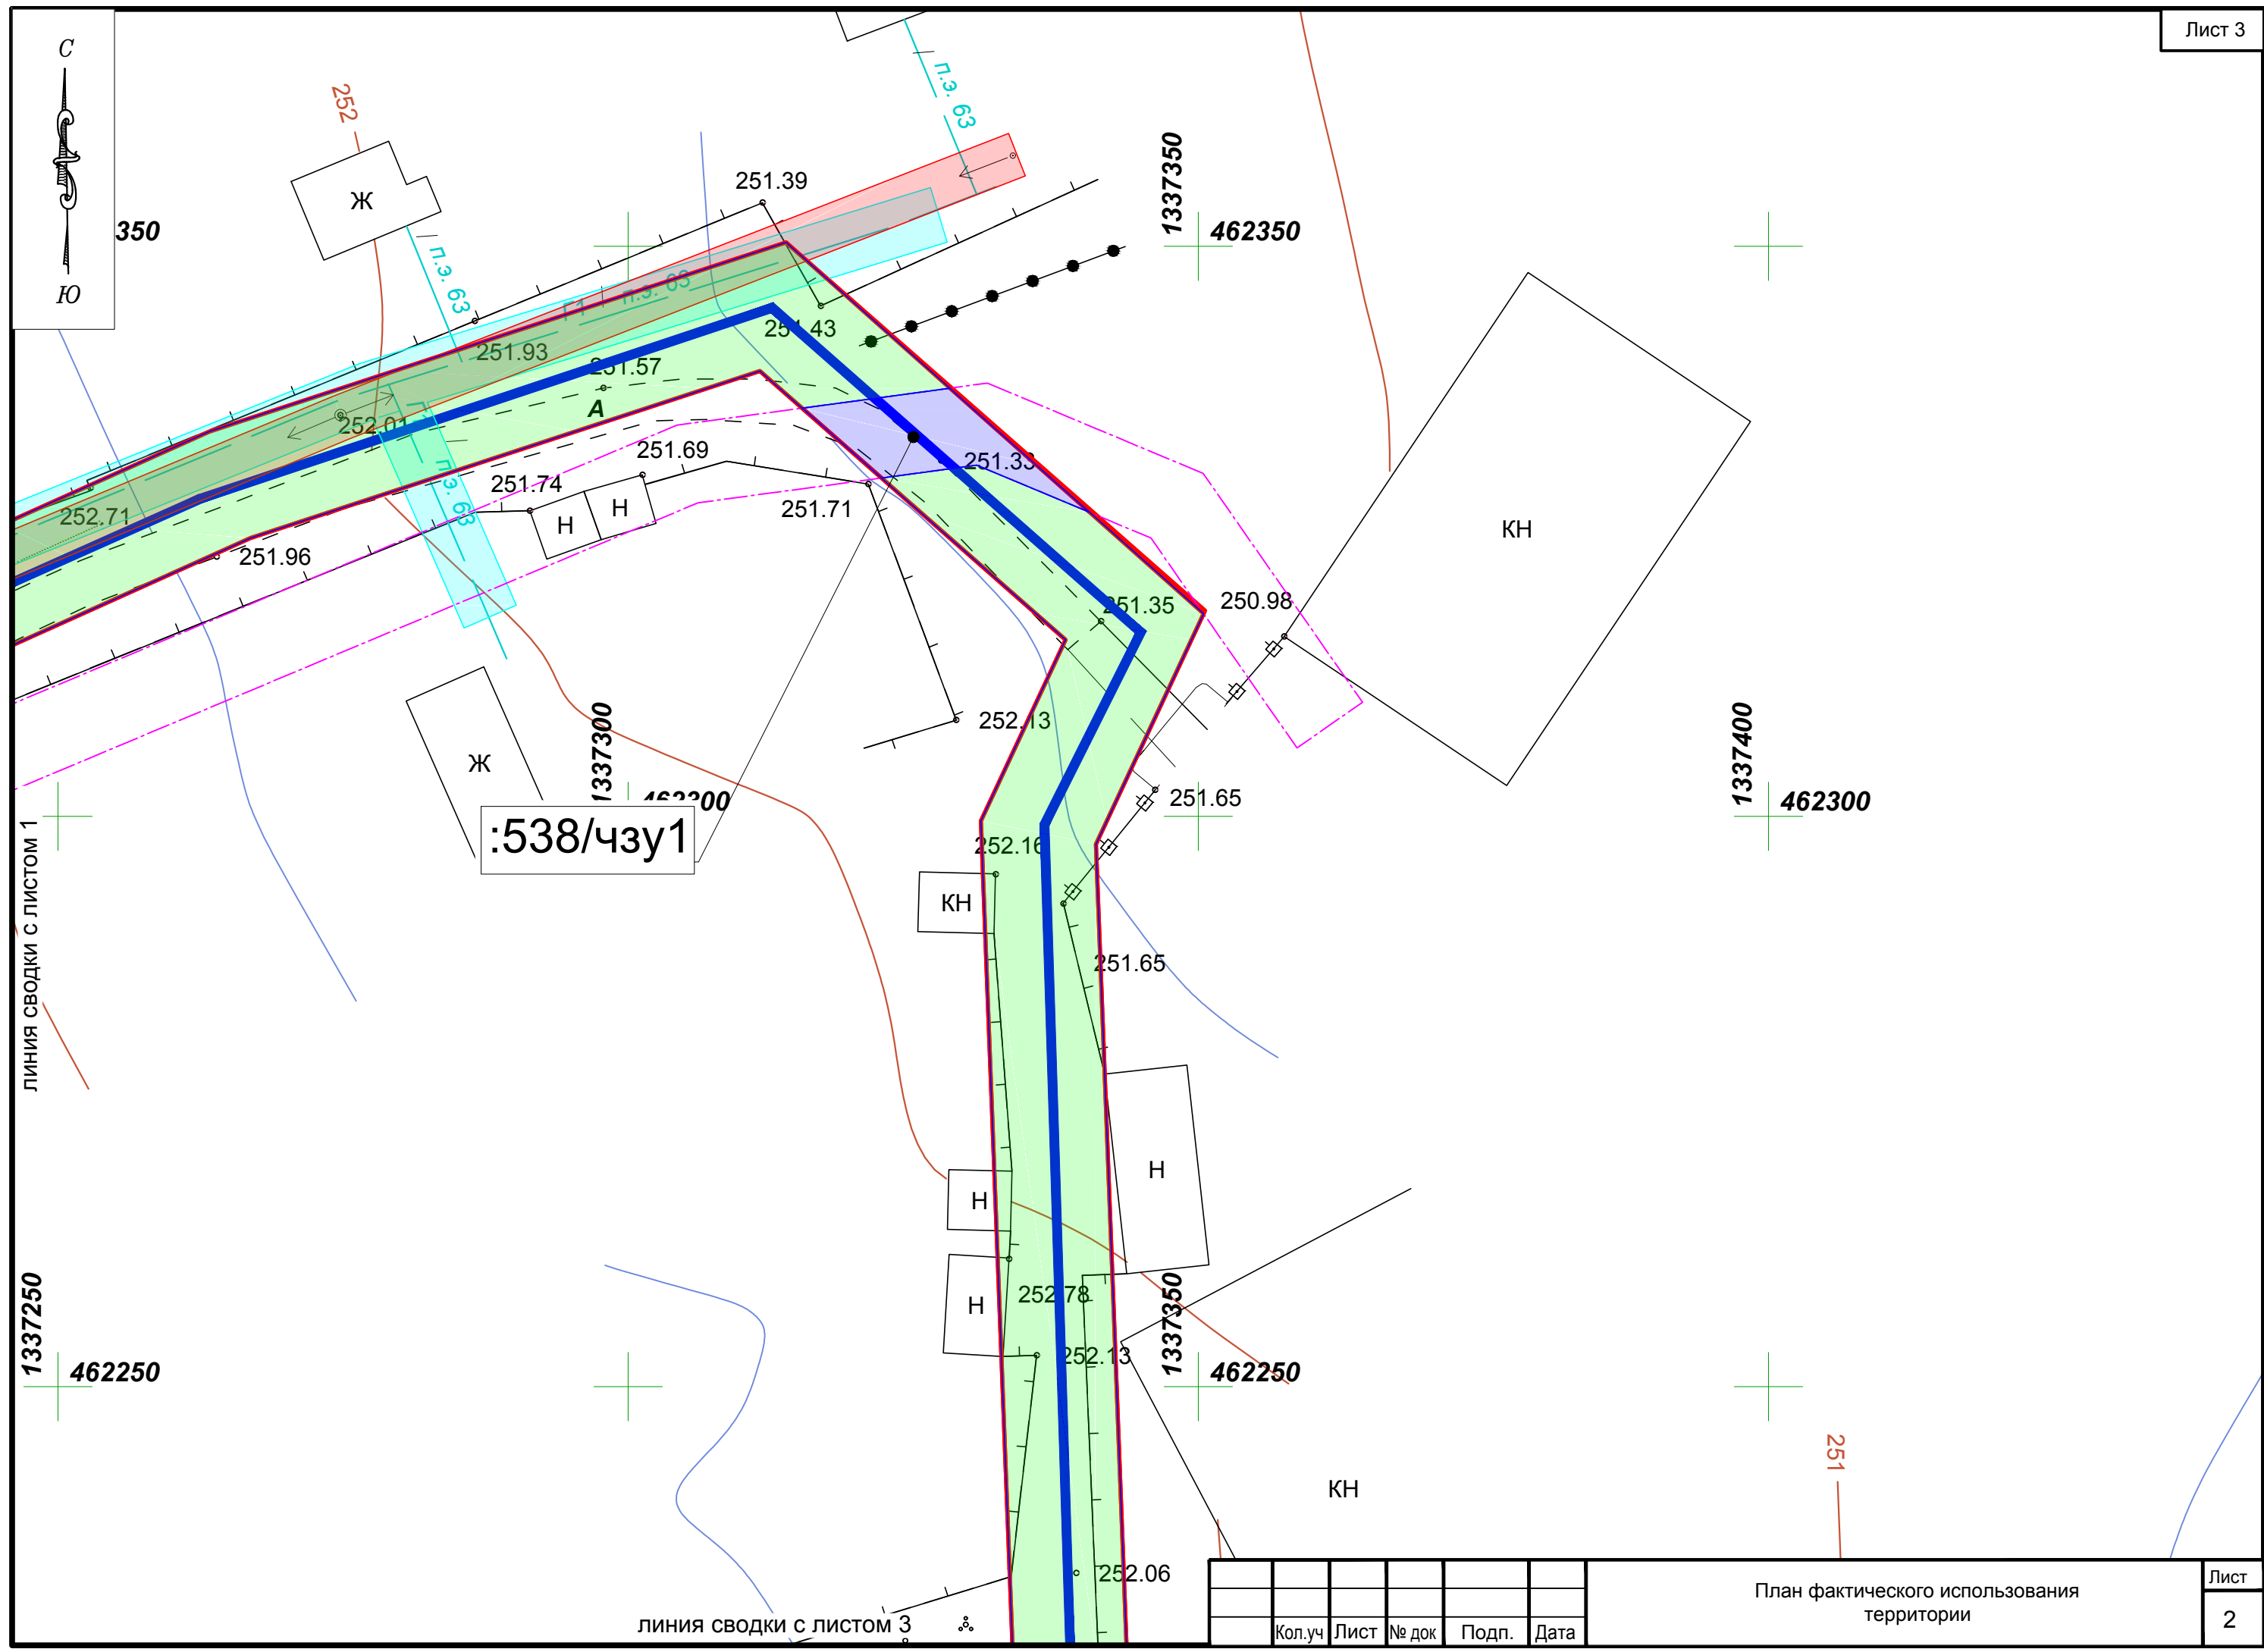 Лист 3
С
Ю
350
252
Ж
п.э. 63
п.э. 63
251.39
1337350
462350
Г1
п.э. 63
251.93
251.57
251.43
А
252.01
п.э. 63
251.69
251.33
251.74
Н
Н
251.71
КН
252.71
251.96
251.35
250.98
252.13
Ж
1337300
462300
1337400
462300
251.65
:538/чзу1
252.16
КН
251.65
линия сводки с листом 1
Н
Н
Н
252.78
252.13
1337250
462250
1337350
462250
251
КН
252.06
линия сводки с листом 3
Кол.уч
Лист
№ док
Подп.
Дата
План фактического использования
территории
Лист
2